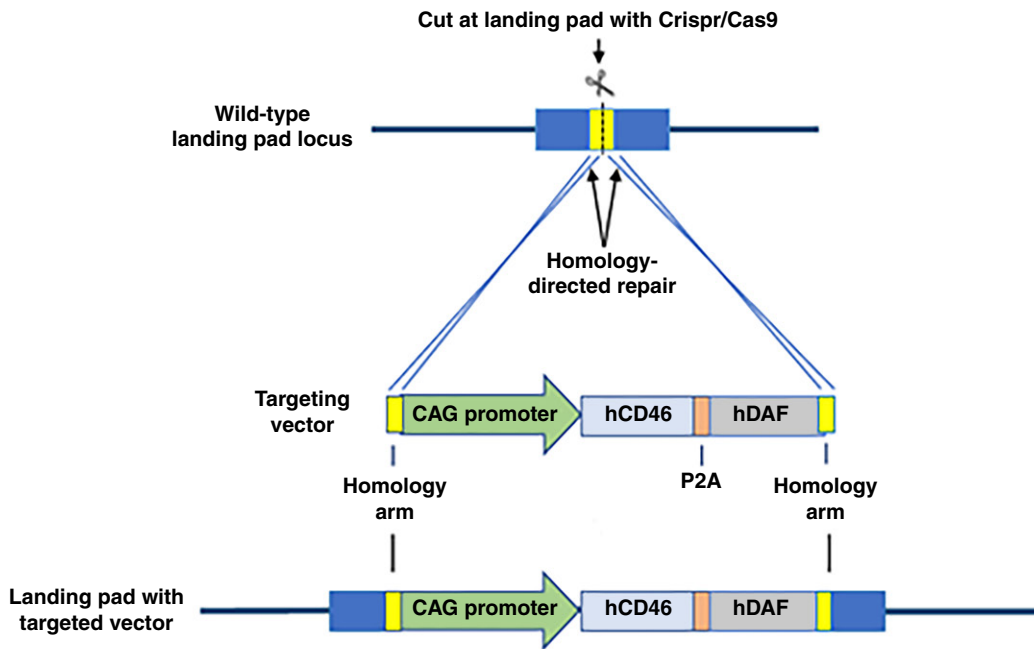 Cut at landing pad with Crispr/Cas9
Wild-type
landing pad locus
Homology-
directed repair
Targeting
vector
CAG promoter
hCD46
hDAF
Homology
arm
P2A
Homology
arm
Landing pad with
targeted vector
CAG promoter
hCD46
hDAF